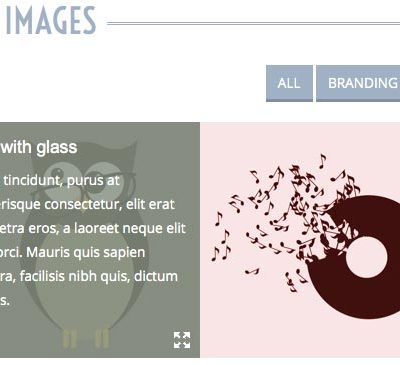 IMAGES
ALL
BRANDING
with glass
tincidunt, purus at
erisque consectetur, elit erat
etra eros, a laoreet neque elit
orci. Mauris quis sapien
ra, facilisis nibh quis, dictum
s.